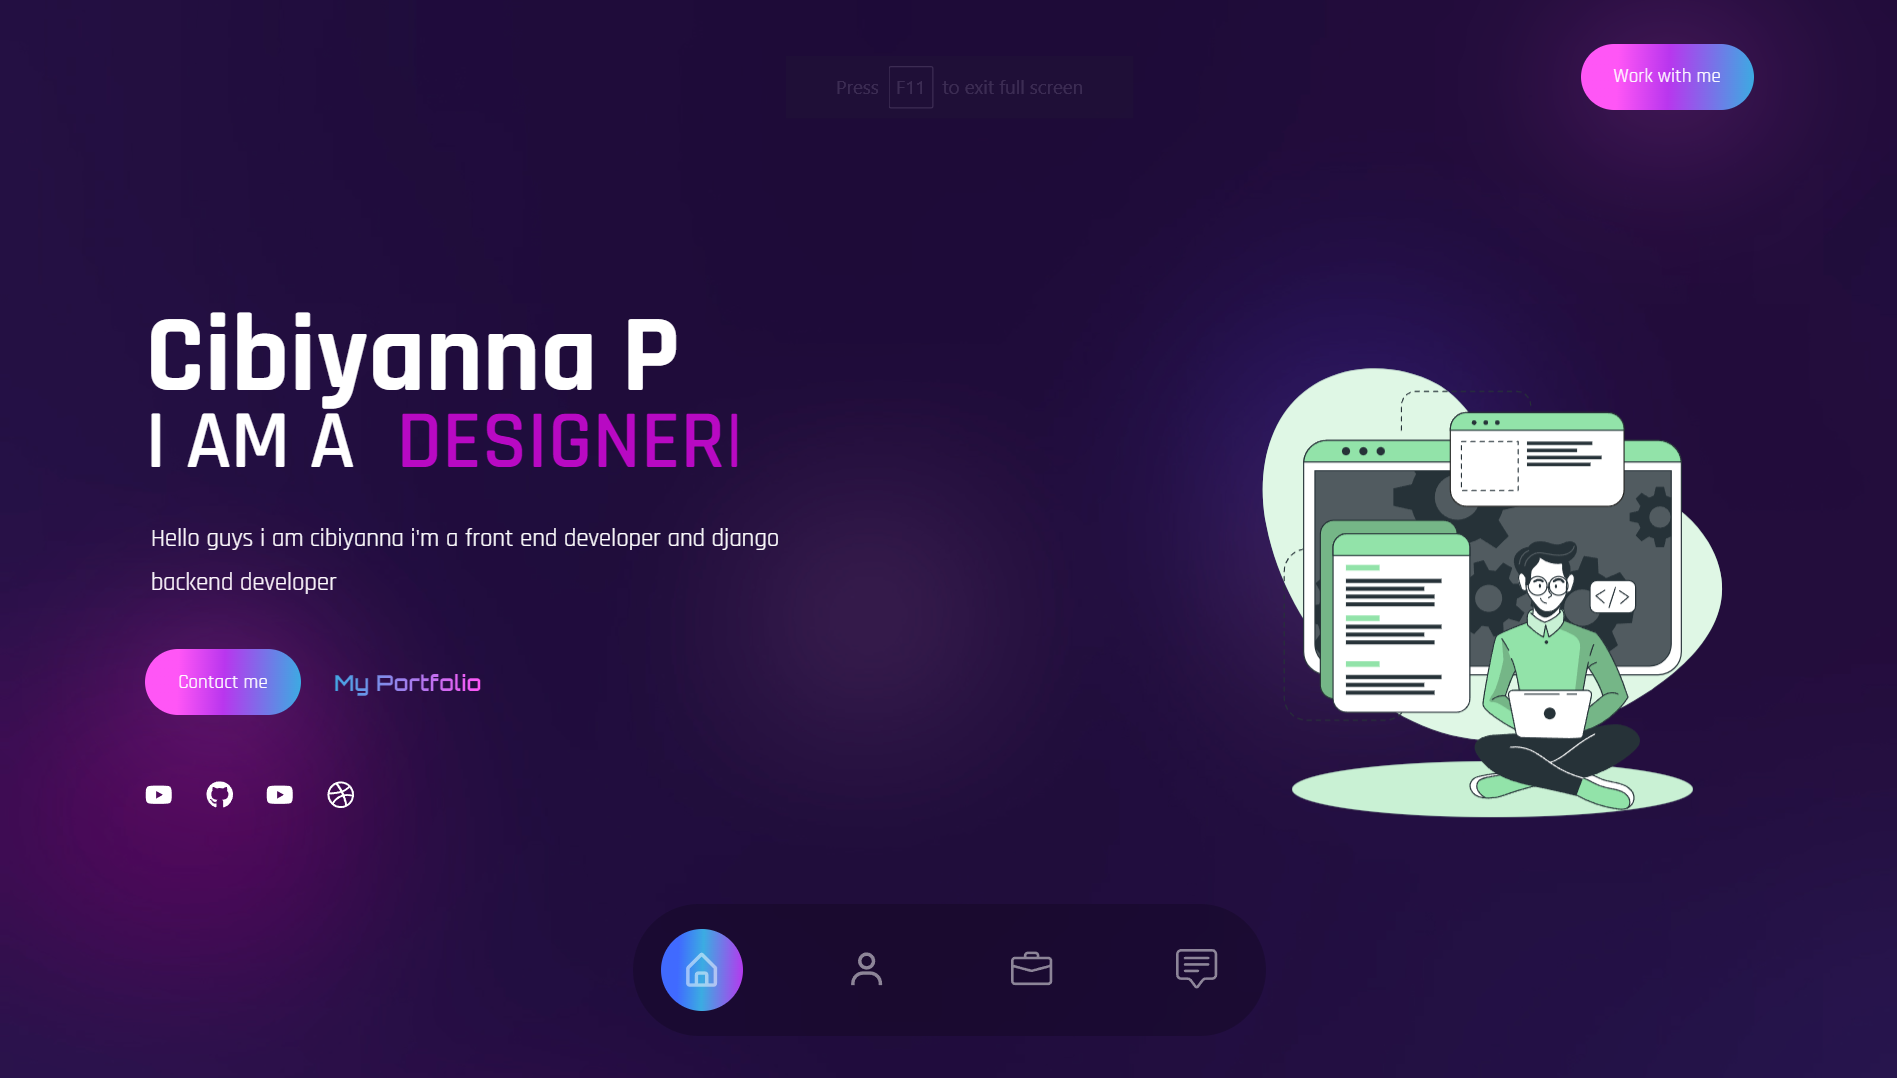 Press F11 to exit full screen
Work with me
Cibiyanna P
I AM A DESIGNER
Hello guys i am cibiyanna i'm a front end developer and django
backend developer
</>
Contact me
My Portfolio